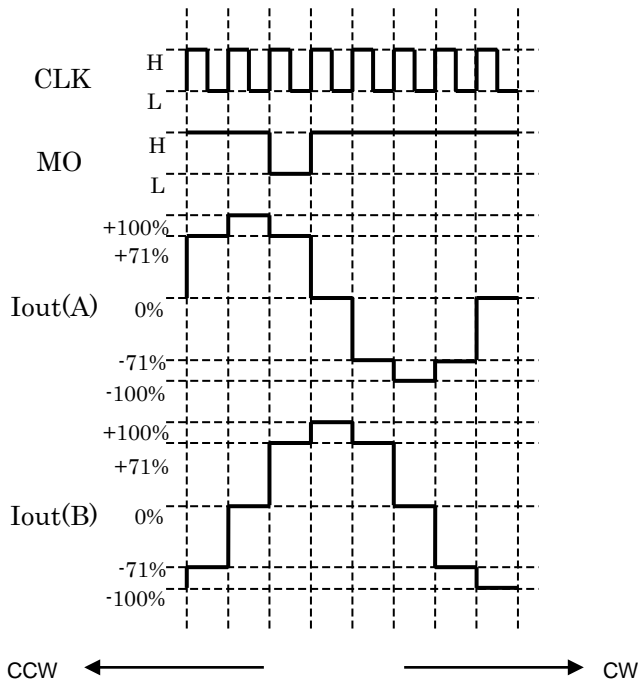 H
CLK
L
H
MO
L
+100%
+71%
Iout(A)
0%
-71%
-100%
+100%
+71%
Iout(B)
0%
-71%
-100%
CCW
CW